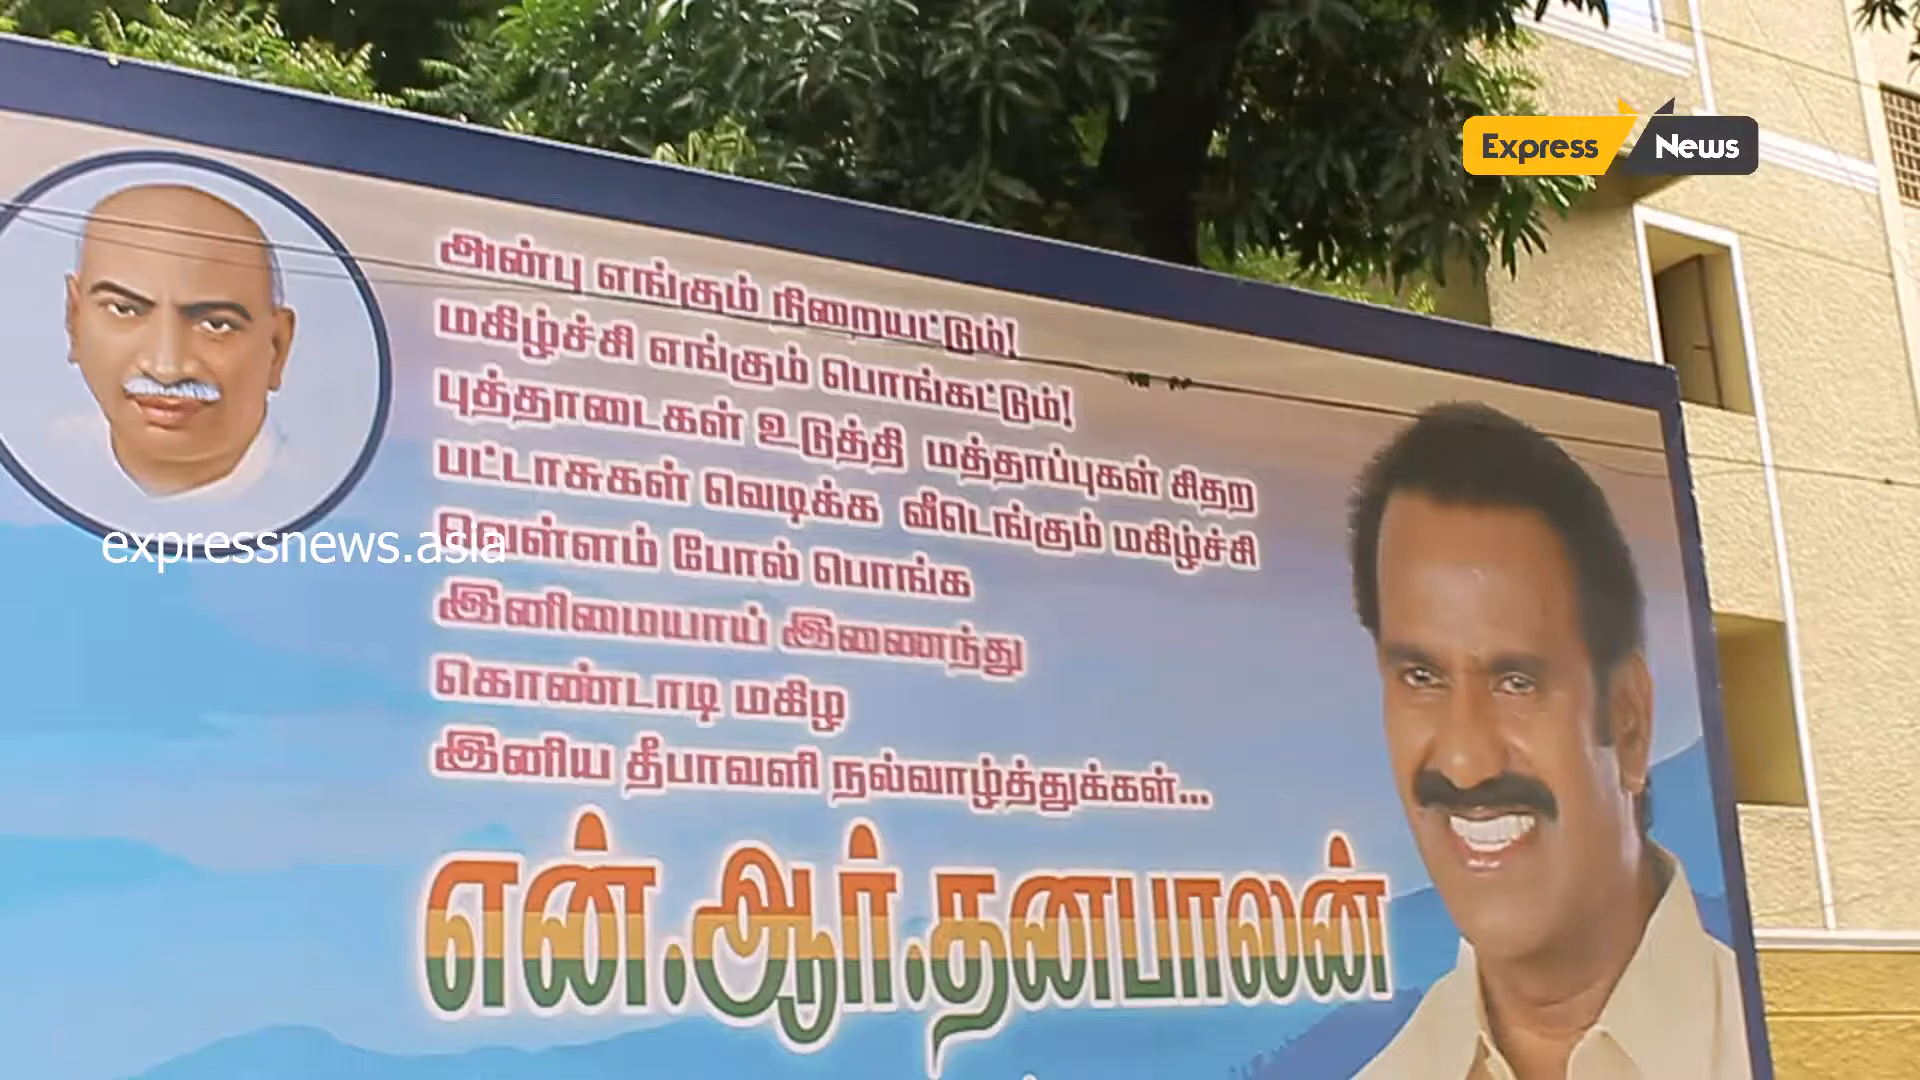 Express News
அன்பு எங்கும் நிறையட்டும்!
மகிழ்ச்சி எங்கும் பொங்கட்டும்!
புத்தாடைகள் உடுத்தி மத்தாப்புகள் சிதற
பட்டாசுகள் வெடிக்க வீடெங்கும் மகிழ்ச்சி
வெள்ளம் போல் பொங்க
expressnews.asia
இனிமையாய் இணைந்து
கொண்டாடி மகிழ
இனிய தீபாவளி நல்வாழ்த்துக்கள்...
என்.ஆர்.தனபாலன்